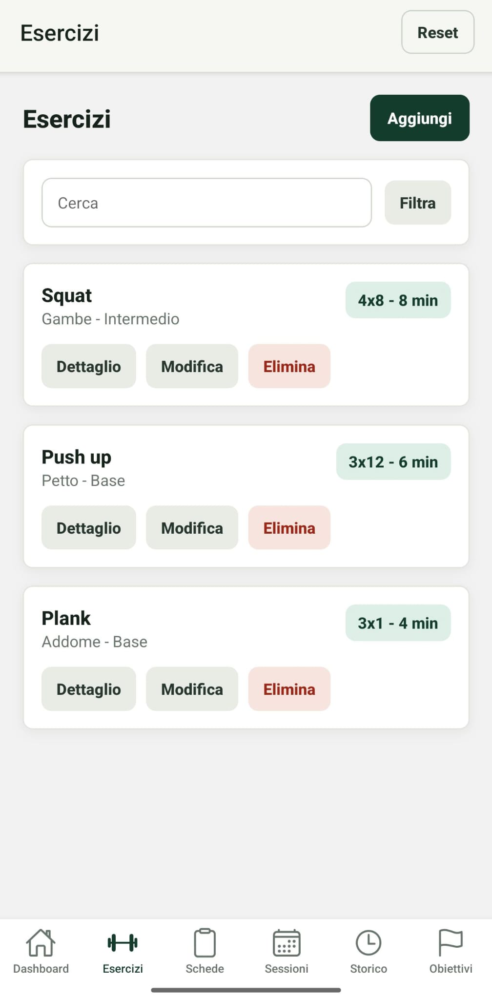 Esercizi
Reset
Esercizi
Aggiungi
Cerca
Filtra
Squat
4x8 - 8 min
Gambe - Intermedio
Dettaglio
Modifica
Elimina
Push up
3x12 - 6 min
Petto - Base
Dettaglio
Modifica
Elimina
Plank
3x1 - 4 min
Addome - Base
Dettaglio
Modifica
Elimina
Dashboard
Esercizi
Schede
Sessioni
Storico
Obiettivi